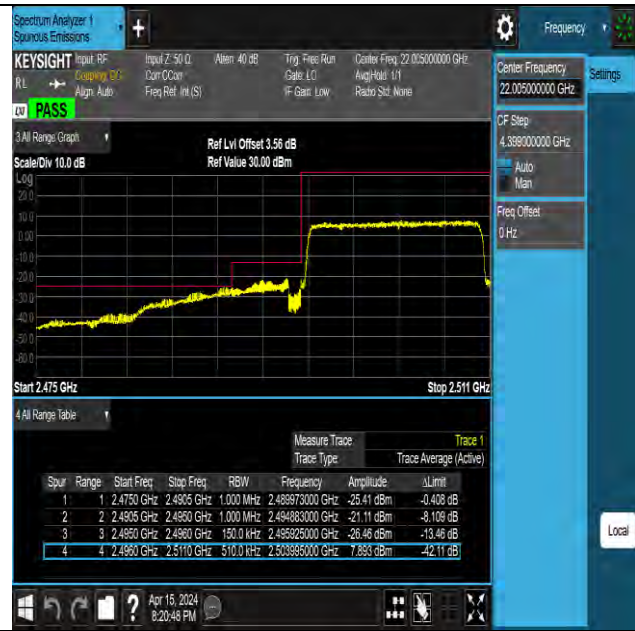 Spectrum Analyzer 1
Spurious Emissions
+
Frequency
KEYSIGHT
RL
Input: RF
Coupling: DC
Align: Auto
Input Z: 50 Ω
Corr CCorr
Freq Ref: Int (S)
Atten: 40 dB
Trig: Free Run
Gate: LO
IF Gain: Low
Center Freq: 22.005000000 GHz
Avg|Hold: 1/1
Radio Std: None
LXI PASS
3 All Range Graph
Scale/Div 10.0 dB
Ref Lvl Offset 3.56 dB
Ref Value 30.00 dBm
Log
20.0
10.0
0.00
-10.0
-20.0
-30.0
-40.0
-50.0
-60.0
Start 2.475 GHz
Stop 2.511 GHz
4 All Range Table
Measure Trace Trace 1
Trace Type Trace Average (Active)
Spur Range Start Freq Stop Freq RBW Frequency Amplitude ΔLimit
1 1 2.4750 GHz 2.4905 GHz 1.000 MHz 2.489973000 GHz -25.41 dBm -0.408 dB
2 2 2.4905 GHz 2.4950 GHz 1.000 MHz 2.494883000 GHz -21.11 dBm -8.109 dB
3 3 2.4950 GHz 2.4960 GHz 150.0 kHz 2.495925000 GHz -26.46 dBm -13.46 dB
4 4 2.4960 GHz 2.5110 GHz 510.0 kHz 2.503995000 GHz 7.893 dBm -42.11 dB
Center Frequency
22.005000000 GHz
Settings
CF Step
4.399000000 GHz
Auto
Man
Freq Offset
0 Hz
Local
?
Apr 15, 2024
8:20:48 PM